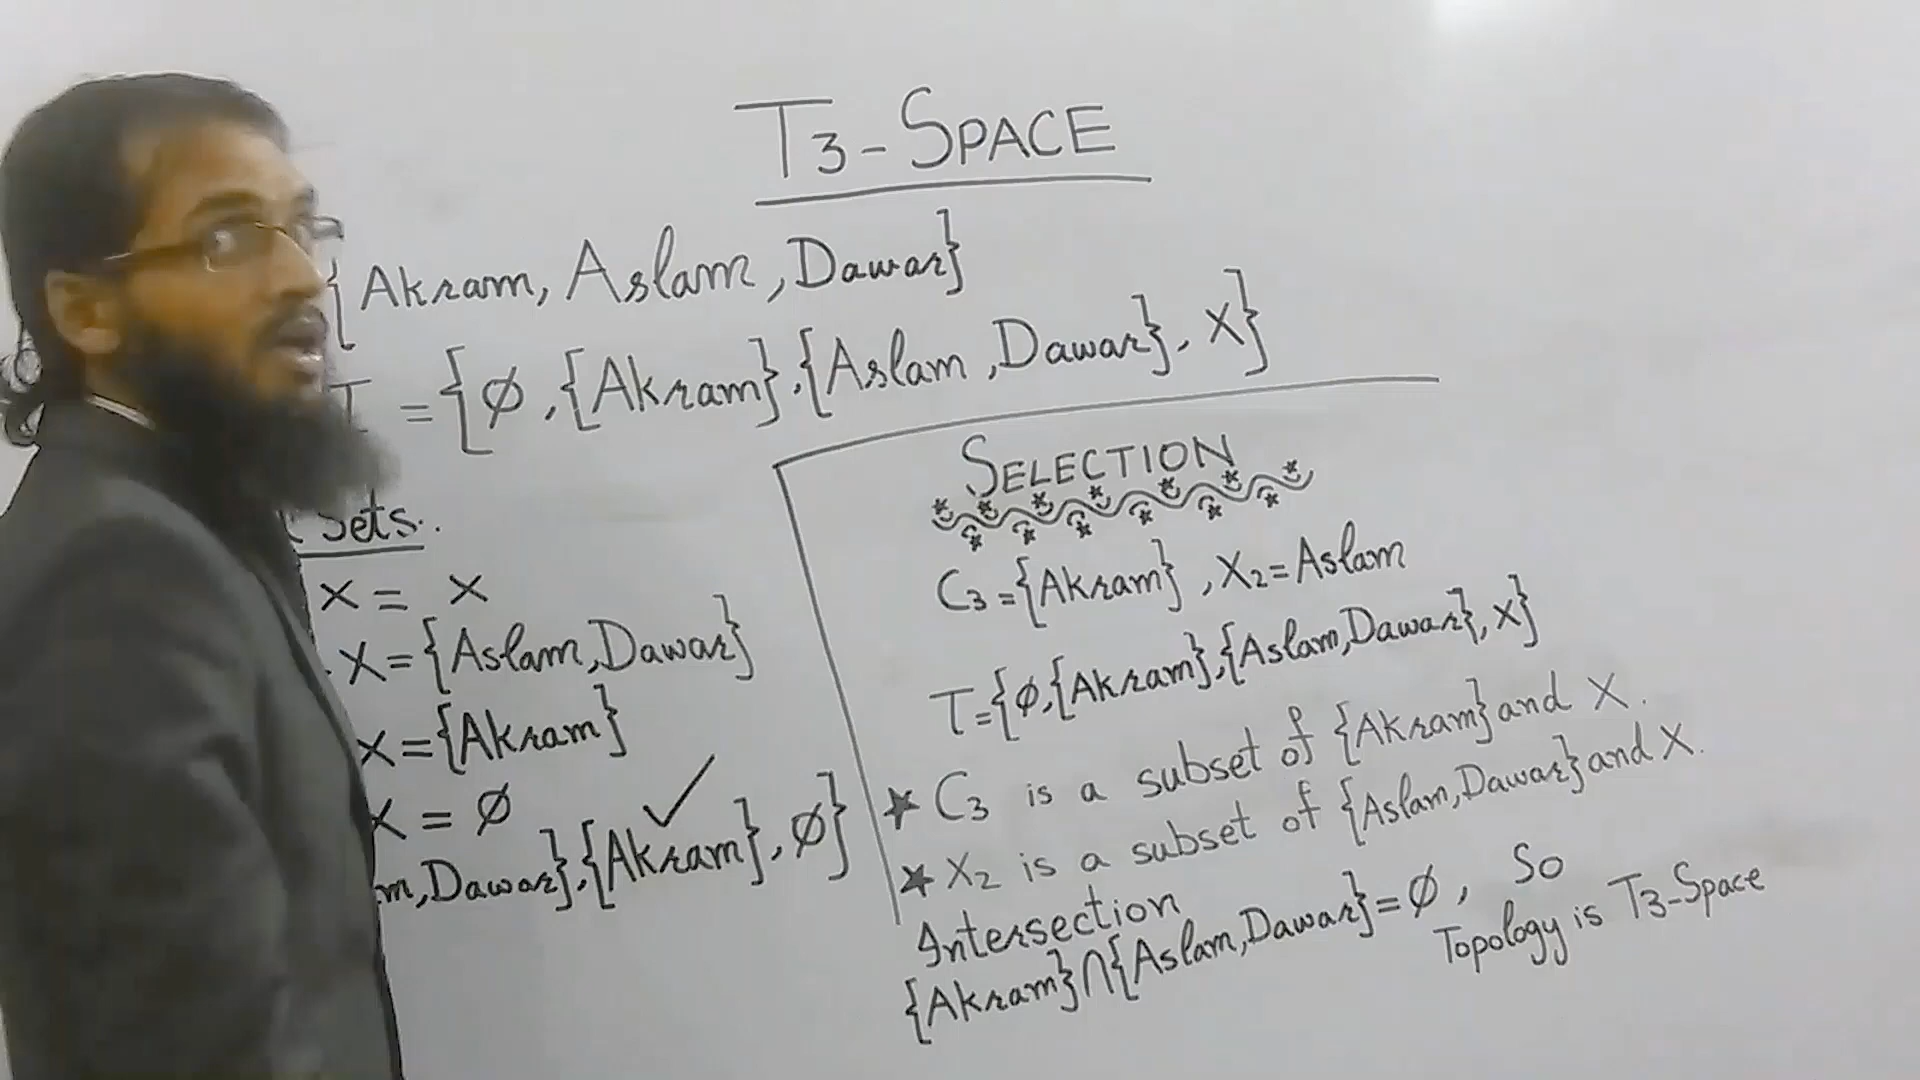 T3-SPACE
{Akram, Aslam, Dawar}
T = {φ, {Akram}, {Aslam, Dawar}, X}
Sets..
X = X
X = {Aslam, Dawar}
X = {Akram}
X = φ
m, Dawar}, {Akram}, φ}
SELECTION
C3 = {Akram}, X2 = Aslam
T = {φ, {Akram}, {Aslam, Dawar}, X}
★ C3 is a subset of {Akram} and X.
★ X2 is a subset of {Aslam, Dawar} and X.
Intersection
{Akram} ∩ {Aslam, Dawar} = φ, So
Topology is T3-Space